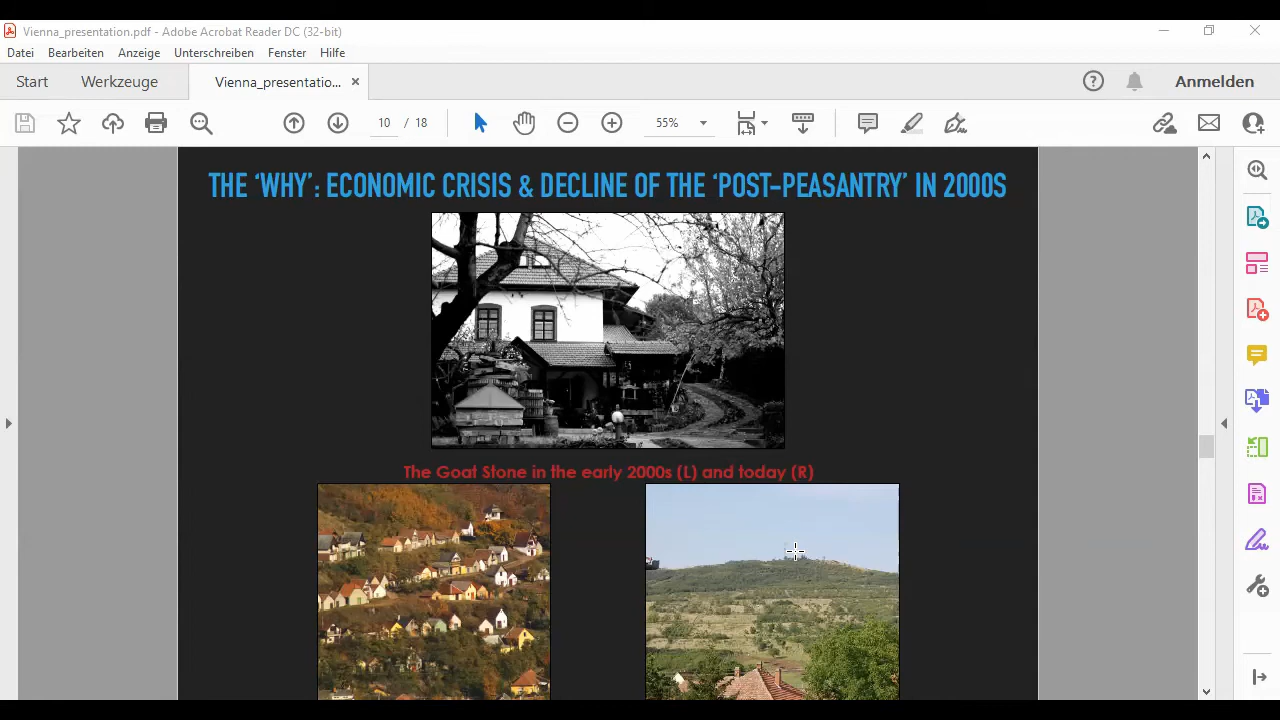 Vienna_presentation.pdf - Adobe Acrobat Reader DC (32-bit)
Datei Bearbeiten Anzeige Unterschreiben Fenster Hilfe
Start Werkzeuge Vienna_presentatio... Anmelden
10 / 18 55%
THE ‘WHY’: ECONOMIC CRISIS & DECLINE OF THE ‘POST-PEASANTRY’ IN 2000S
The Goat Stone in the early 2000s (L) and today (R)